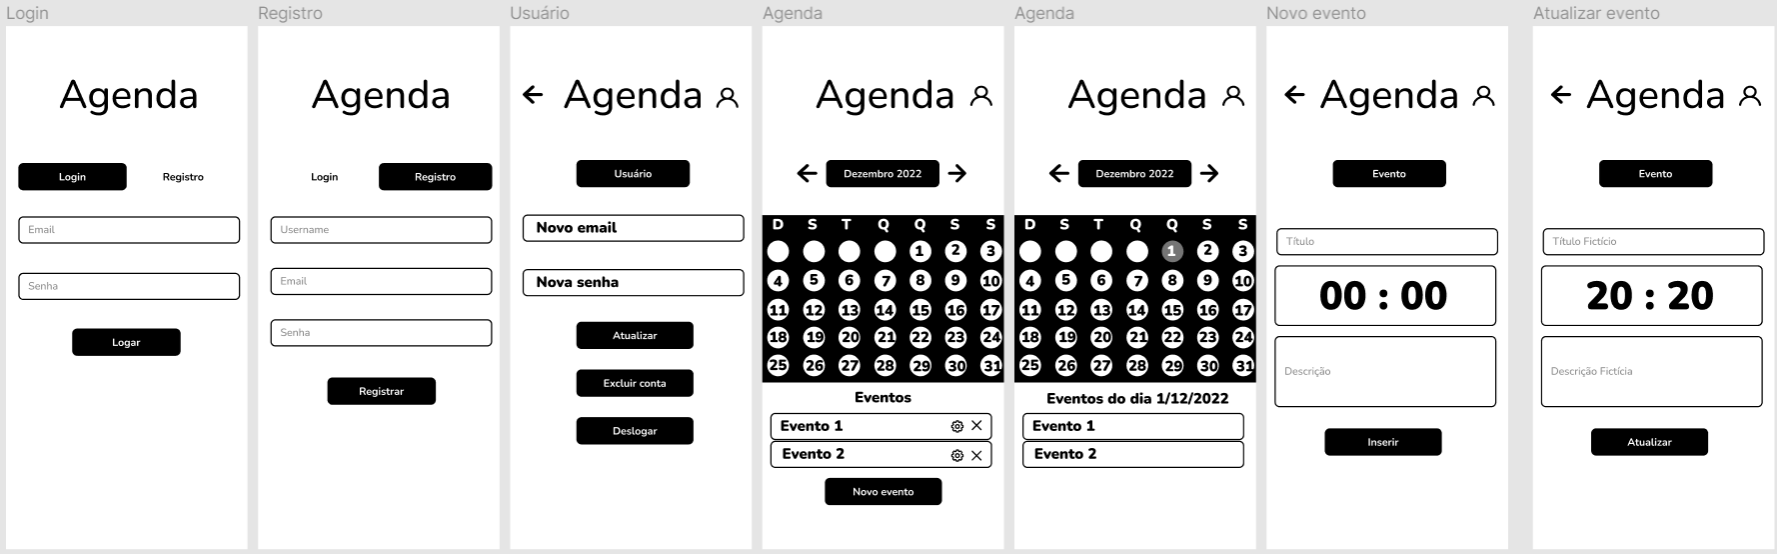 Login
Agenda
Login Registro
Email
Senha
Logar
Registro
Agenda
Login Registro
Username
Email
Senha
Registrar
Usuário
Agenda
Usuário
Novo email
Nova senha
Atualizar
Excluir conta
Deslogar
Agenda
Agenda
Dezembro 2022
D S T Q Q S S
1 2 3
4 5 6 7 8 9 10
11 12 13 14 15 16 17
18 19 20 21 22 23 24
25 26 27 28 29 30 31
Eventos
Evento 1
Evento 2
Novo evento
Agenda
Agenda
Dezembro 2022
D S T Q Q S S
1 2 3
4 5 6 7 8 9 10
11 12 13 14 15 16 17
18 19 20 21 22 23 24
25 26 27 28 29 30 31
Eventos do dia 1/12/2022
Evento 1
Evento 2
Novo evento
Agenda
Evento
Título
00 : 00
Descrição
Inserir
Atualizar evento
Agenda
Evento
Título Fictício
20 : 20
Descrição Fictícia
Atualizar